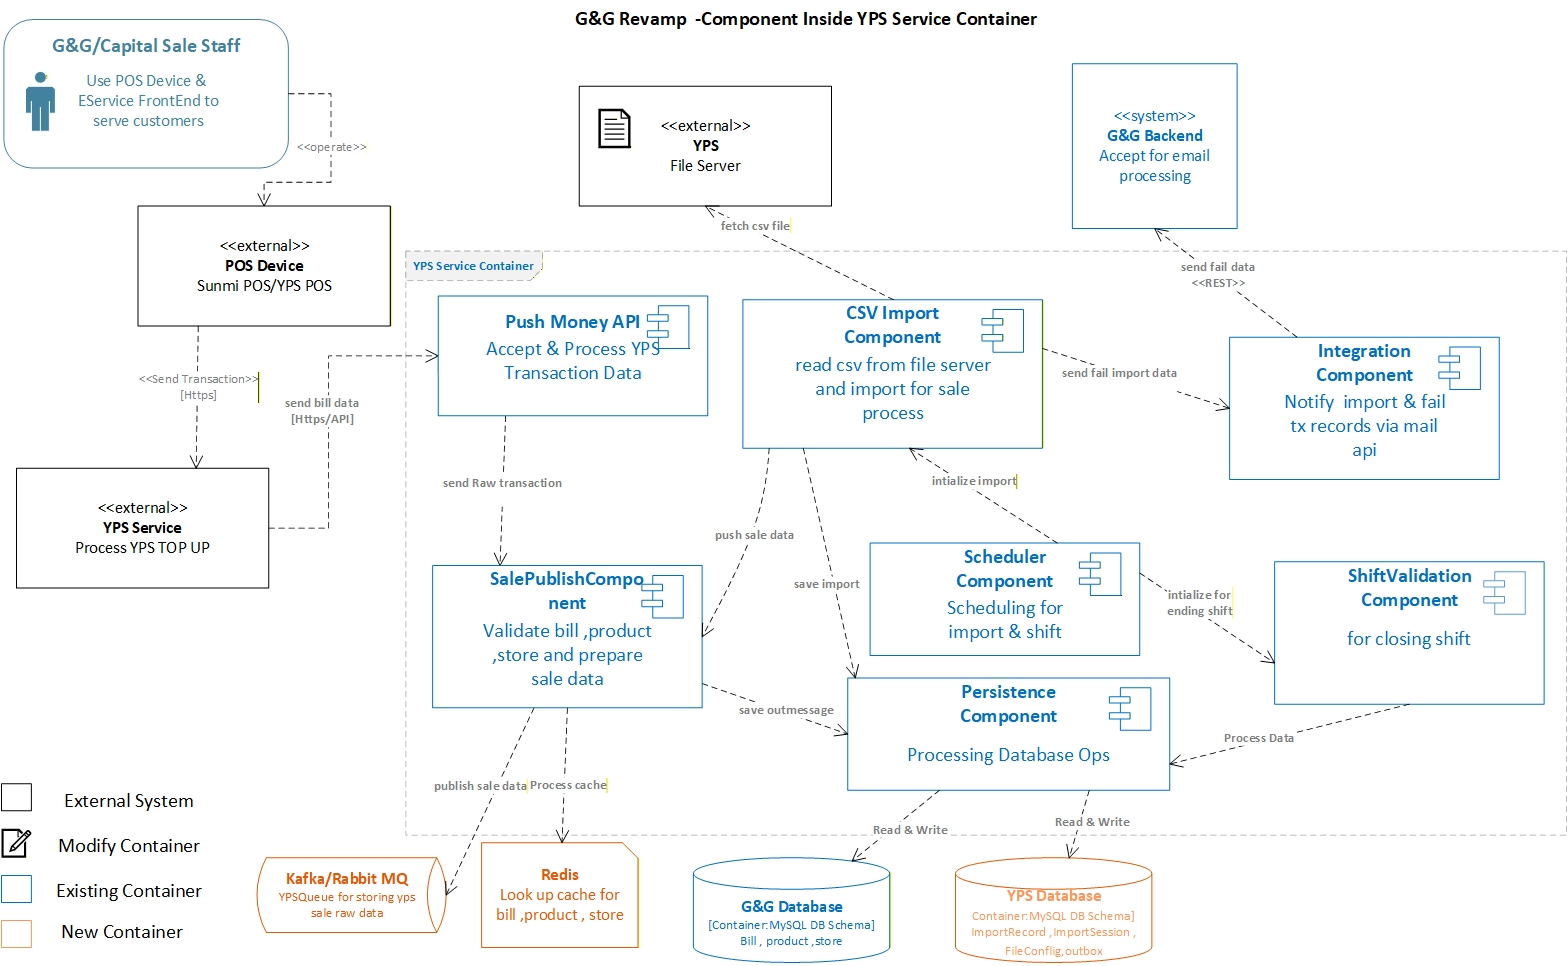 G&G Revamp  -Component Inside YPS Service Container
G&G/Capital Sale Staff
Use POS Device &
EService FrontEnd to
serve customers
<<operate>>
<<external>>
YPS
File Server
<<system>>
G&G Backend
Accept for email
processing
<<external>>
POS Device
Sunmi POS/YPS POS
fetch csv file
send fail data
<<REST>>
YPS Service Container
Push Money API
Accept & Process YPS
Transaction Data
CSV Import
Component
read csv from file server
and import for sale
process
Integration
Component
Notify  import & fail
tx records via mail
api
<<Send Transaction>>
[Https]
send bill data
[Https/API]
send fail import data
send Raw transaction
intialize import
<<external>>
YPS Service
Process YPS TOP UP
push sale data
save import
SalePublishCompo
nent
Validate bill ,product
,store and prepare
sale data
Scheduler
Component
Scheduling for
import & shift
intialize for
ending shift
ShiftValidation
Component
for closing shift
save outmessage
Persistence
Component
Processing Database Ops
Process Data
publish sale data
Process cache
Read & Write
Read & Write
External System
Modify Container
Existing Container
New Container
Kafka/Rabbit MQ
YPSQueue for storing yps
sale raw data
Redis
Look up cache for
bill ,product , store
G&G Database
[Container:MySQL DB Schema]
Bill , product ,store
YPS Database
Container:MySQL DB Schema]
ImportRecord ,ImportSession ,
FileConflig,outbox